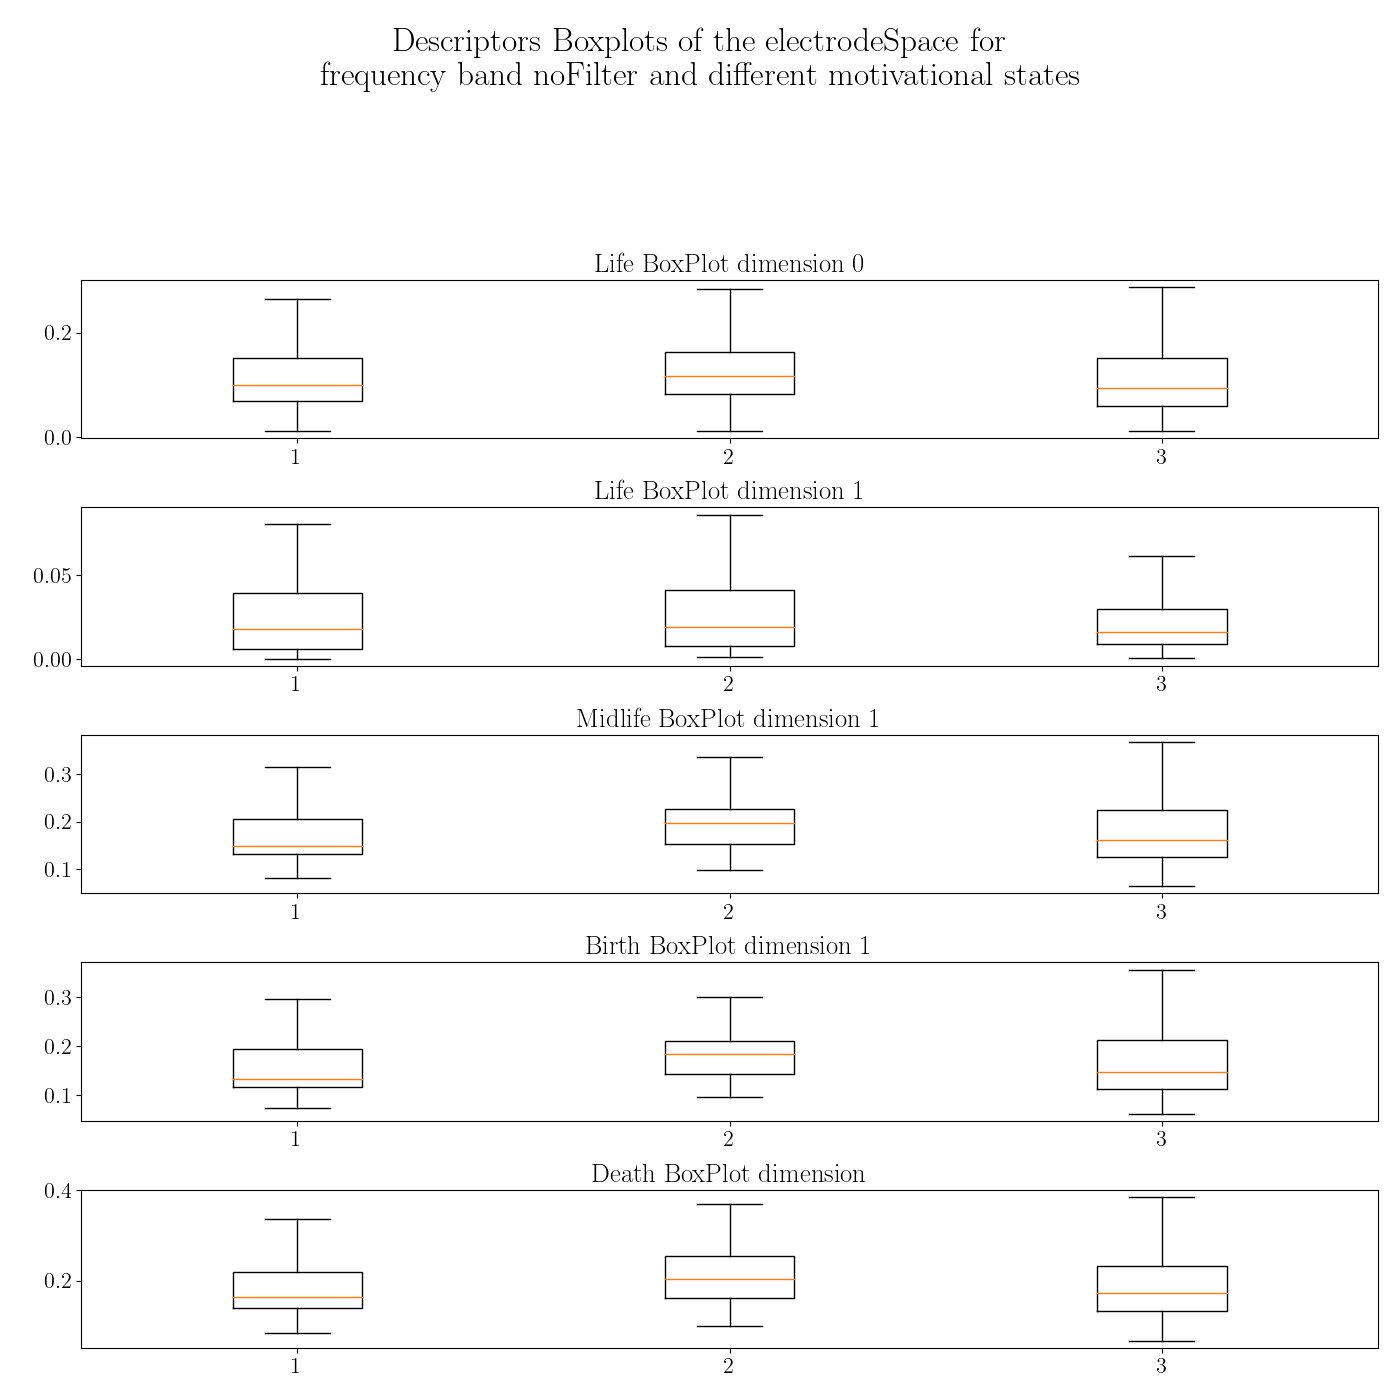 Descriptors Boxplots of the electrodeSpace for
frequency band noFilter and different motivational states
Life BoxPlot dimension 0
0.2
0.0
1 2 3
Life BoxPlot dimension 1
0.05
0.00
1 2 3
Midlife BoxPlot dimension 1
0.3
0.2
0.1
1 2 3
Birth BoxPlot dimension 1
0.3
0.2
0.1
1 2 3
Death BoxPlot dimension
0.4
0.2
1 2 3